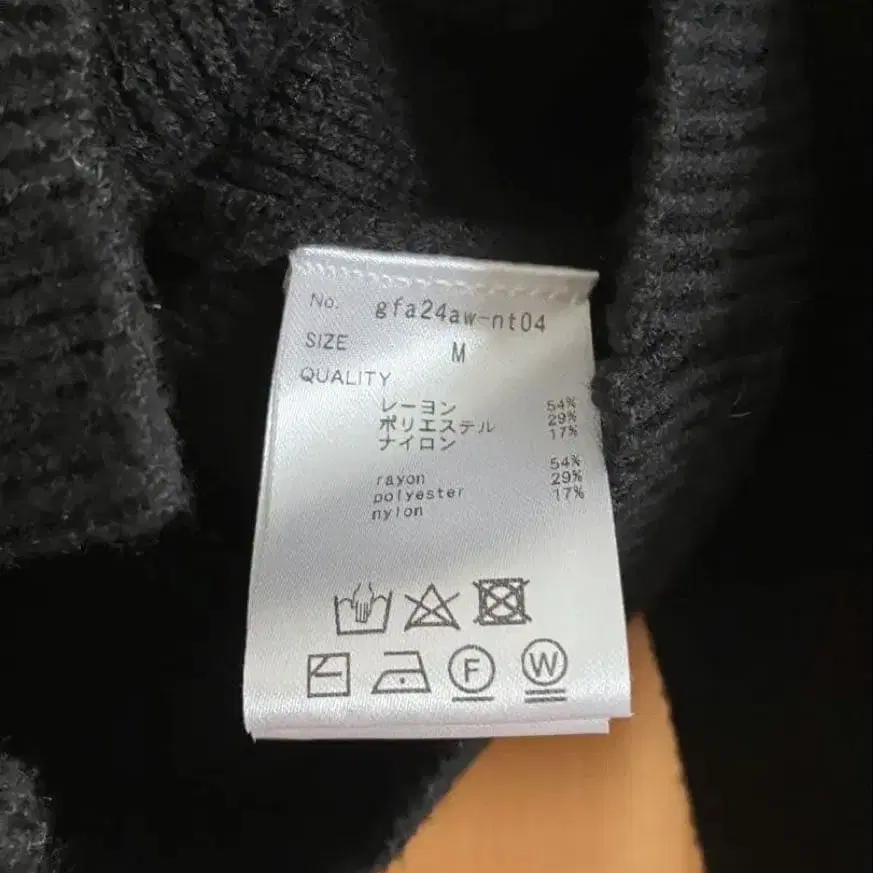 No. gfa24aw-nt04
SIZE M
QUALITY
レーヨン 54%
ポリエステル 29%
ナイロン 17%
rayon 54%
polyester 29%
nylon 17%
F W